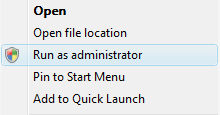 Open
Open file location
Run as administrator
Pin to Start Menu
Add to Quick Launch